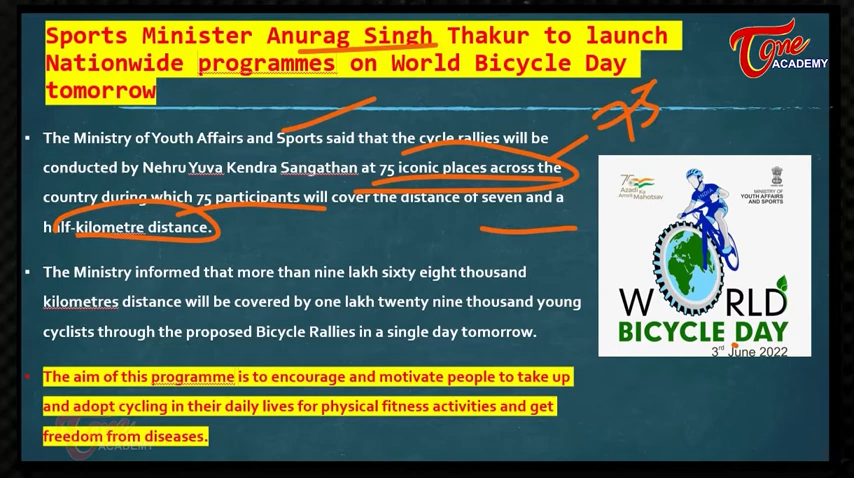 Sports Minister Anurag Singh Thakur to launch
Nationwide programmes on World Bicycle Day
tomorrow
Tone
ACADEMY
75
▪ The Ministry of Youth Affairs and Sports said that the cycle rallies will be
conducted by Nehru Yuva Kendra Sangathan at 75 iconic places across the
country during which 75 participants will cover the distance of seven and a
half-kilometre distance.
▪ The Ministry informed that more than nine lakh sixty eight thousand
kilometres distance will be covered by one lakh twenty nine thousand young
cyclists through the proposed Bicycle Rallies in a single day tomorrow.
▪ The aim of this programme is to encourage and motivate people to take up
and adopt cycling in their daily lives for physical fitness activities and get
freedom from diseases.
Azadi Ka
Amrit Mahotsav
MINISTRY OF
YOUTH AFFAIRS
AND SPORTS
WORLD
BICYCLE DAY
3rd June 2022
ACADEMY